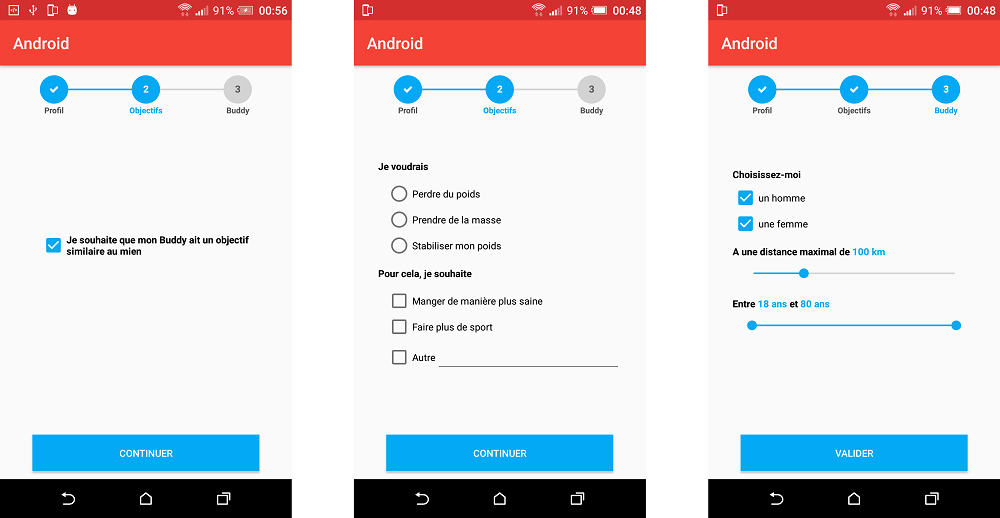 91% 00:56
Android
2
3
Profil
Objectifs
Buddy
Je souhaite que mon Buddy ait un objectif
similaire au mien
CONTINUER
91% 00:48
Android
2
3
Profil
Objectifs
Buddy
Je voudrais
Perdre du poids
Prendre de la masse
Stabiliser mon poids
Pour cela, je souhaite
Manger de manière plus saine
Faire plus de sport
Autre
CONTINUER
91% 00:48
Android
3
Profil
Objectifs
Buddy
Choisissez-moi
un homme
une femme
A une distance maximal de 100 km
Entre 18 ans et 80 ans
VALIDER